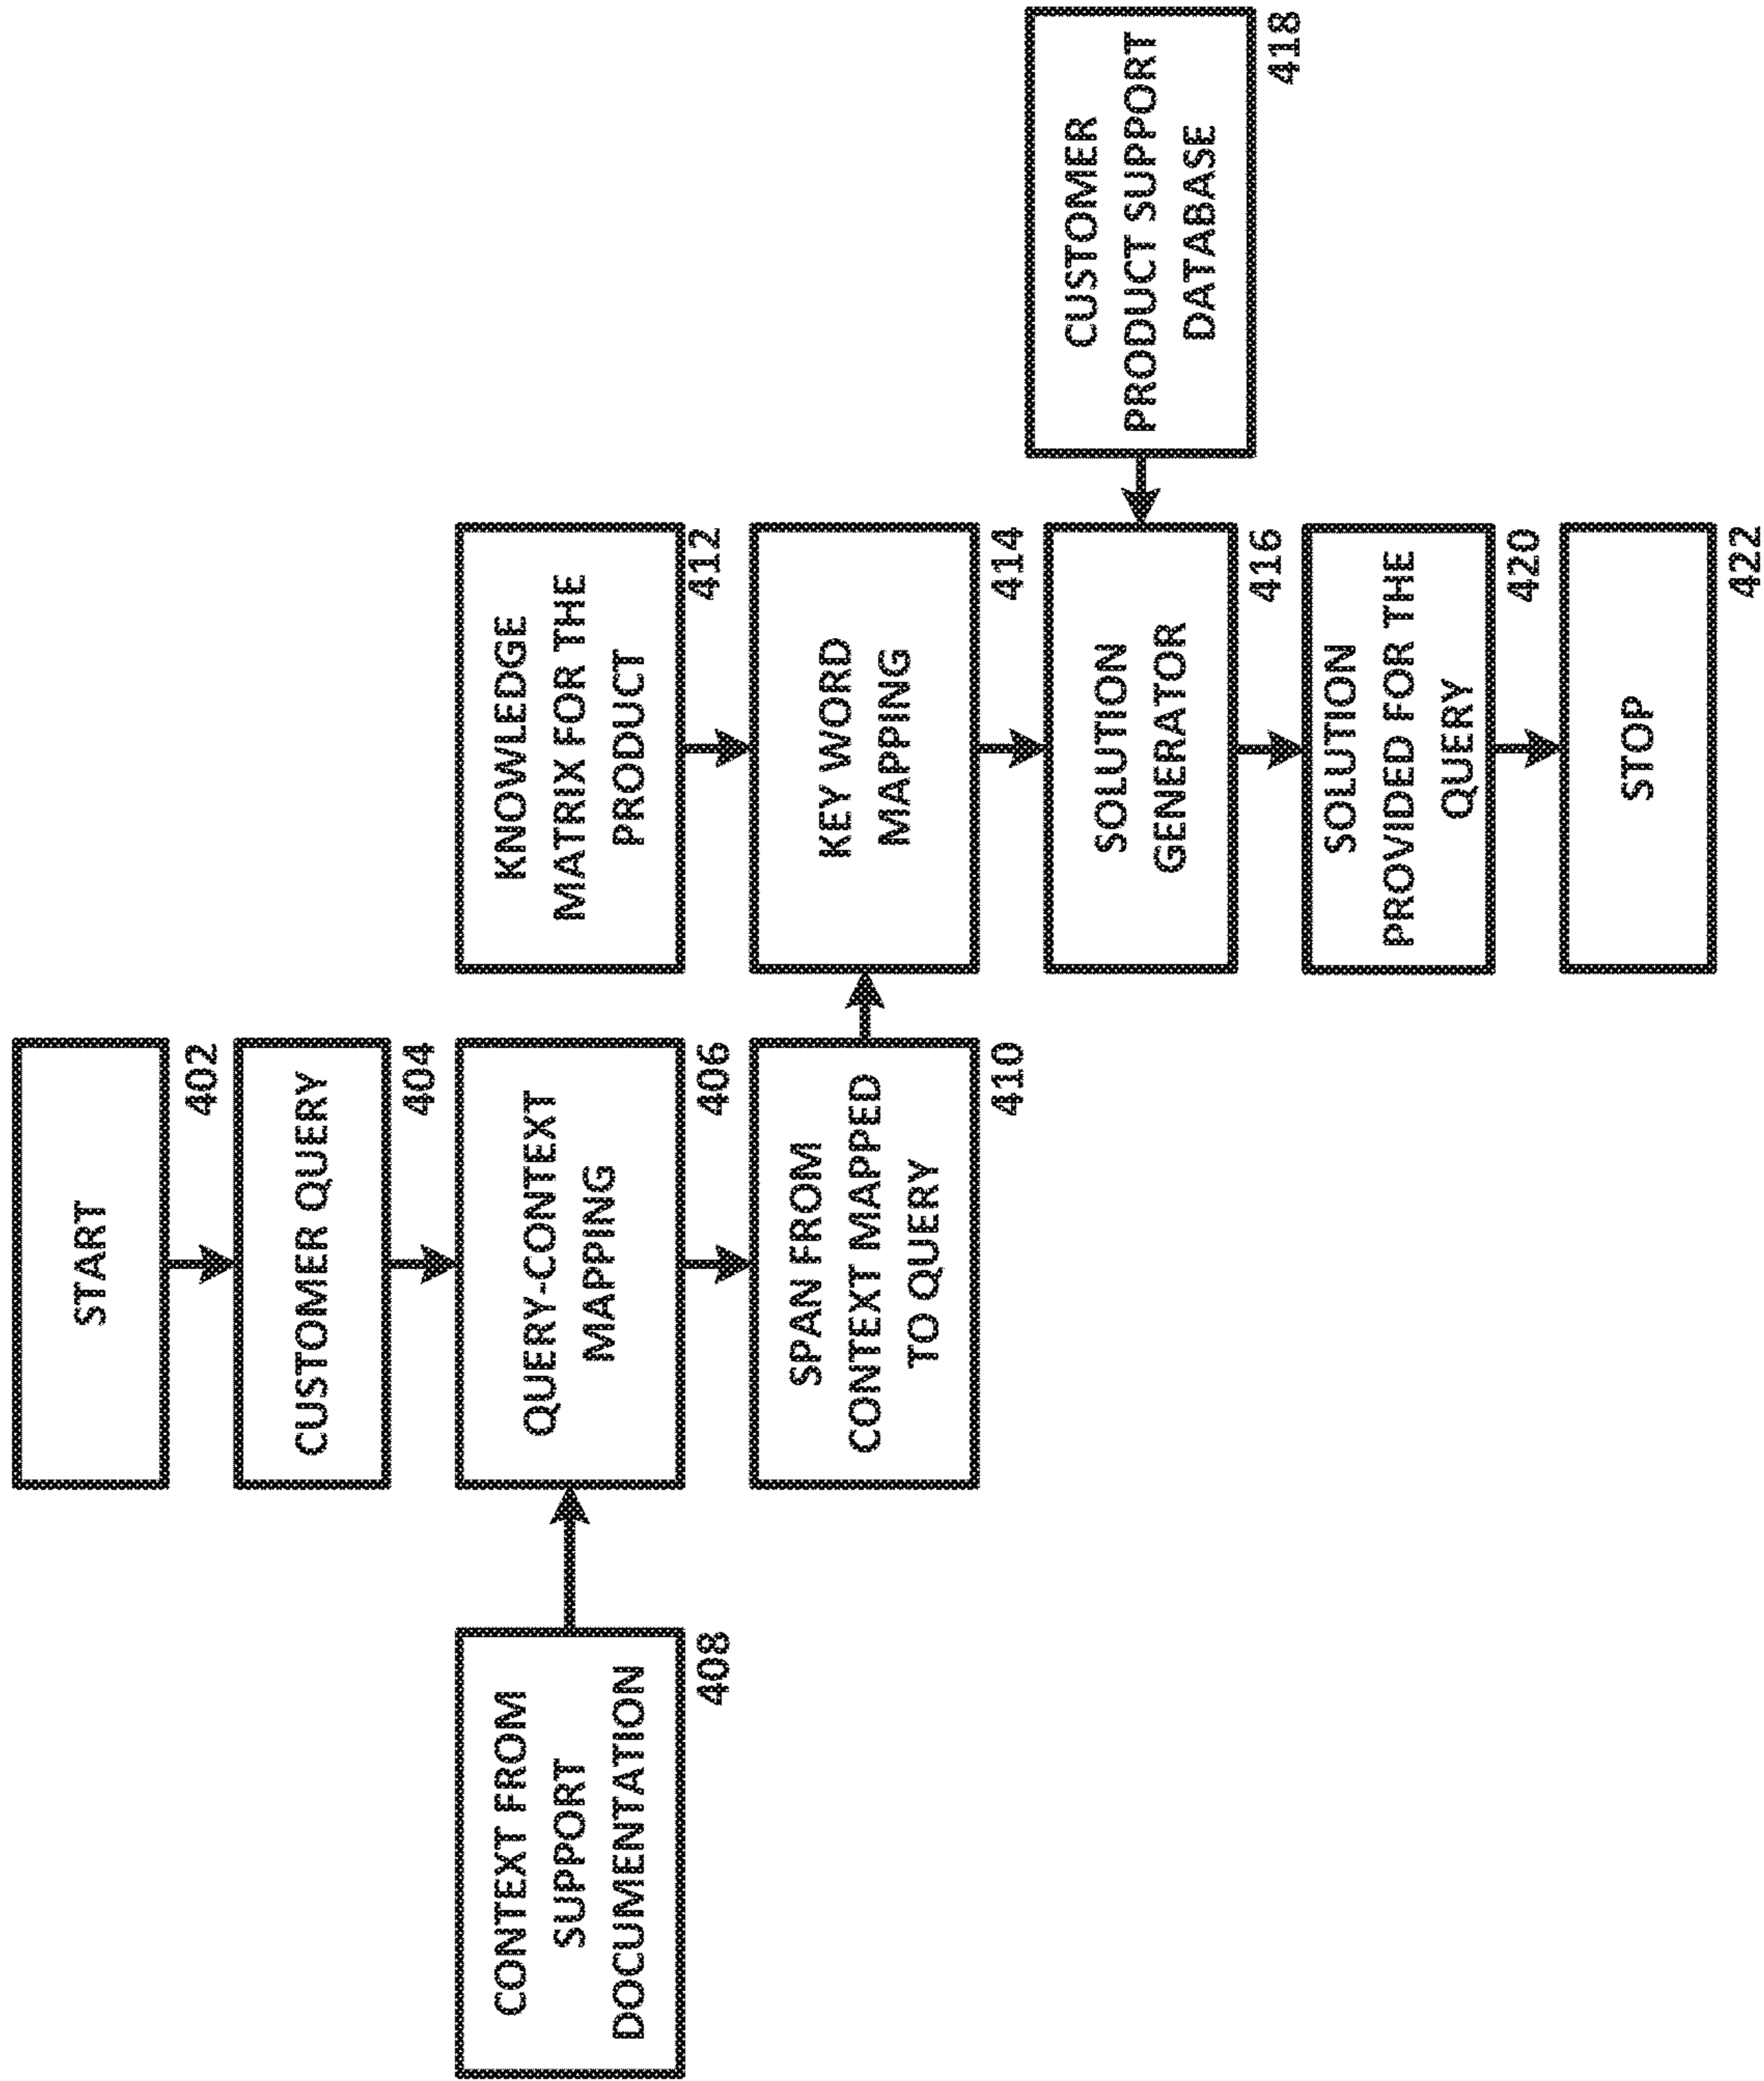 START
402
CUSTOMER QUERY
404
QUERY-CONTEXT
MAPPING
406
CONTEXT FROM
SUPPORT
DOCUMENTATION
408
SPAN FROM
CONTEXT MAPPED
TO QUERY
410
KNOWLEDGE
MATRIX FOR THE
PRODUCT
412
KEY WORD
MAPPING
414
SOLUTION
GENERATOR
416
CUSTOMER
PRODUCT SUPPORT
DATABASE
418
SOLUTION
PROVIDED FOR THE
QUERY
420
STOP
422